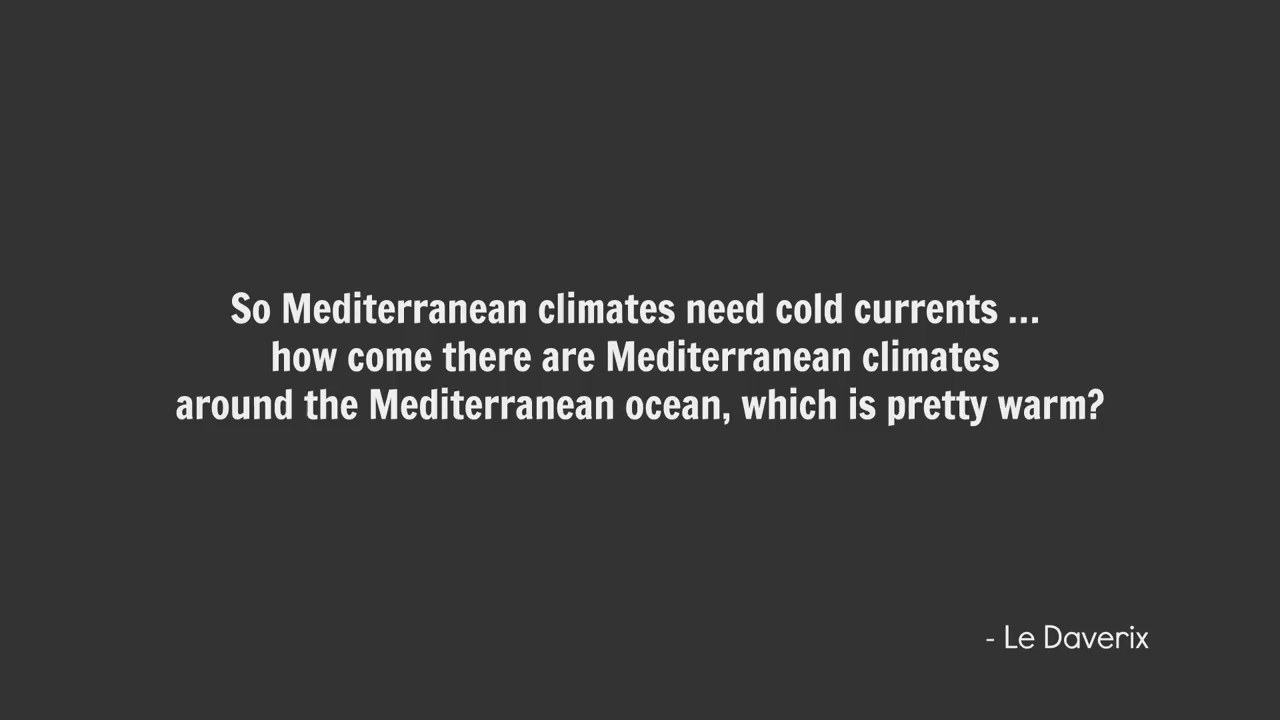 So Mediterranean climates need cold currents ...
how come there are Mediterranean climates
around the Mediterranean ocean, which is pretty warm?
- Le Daverix